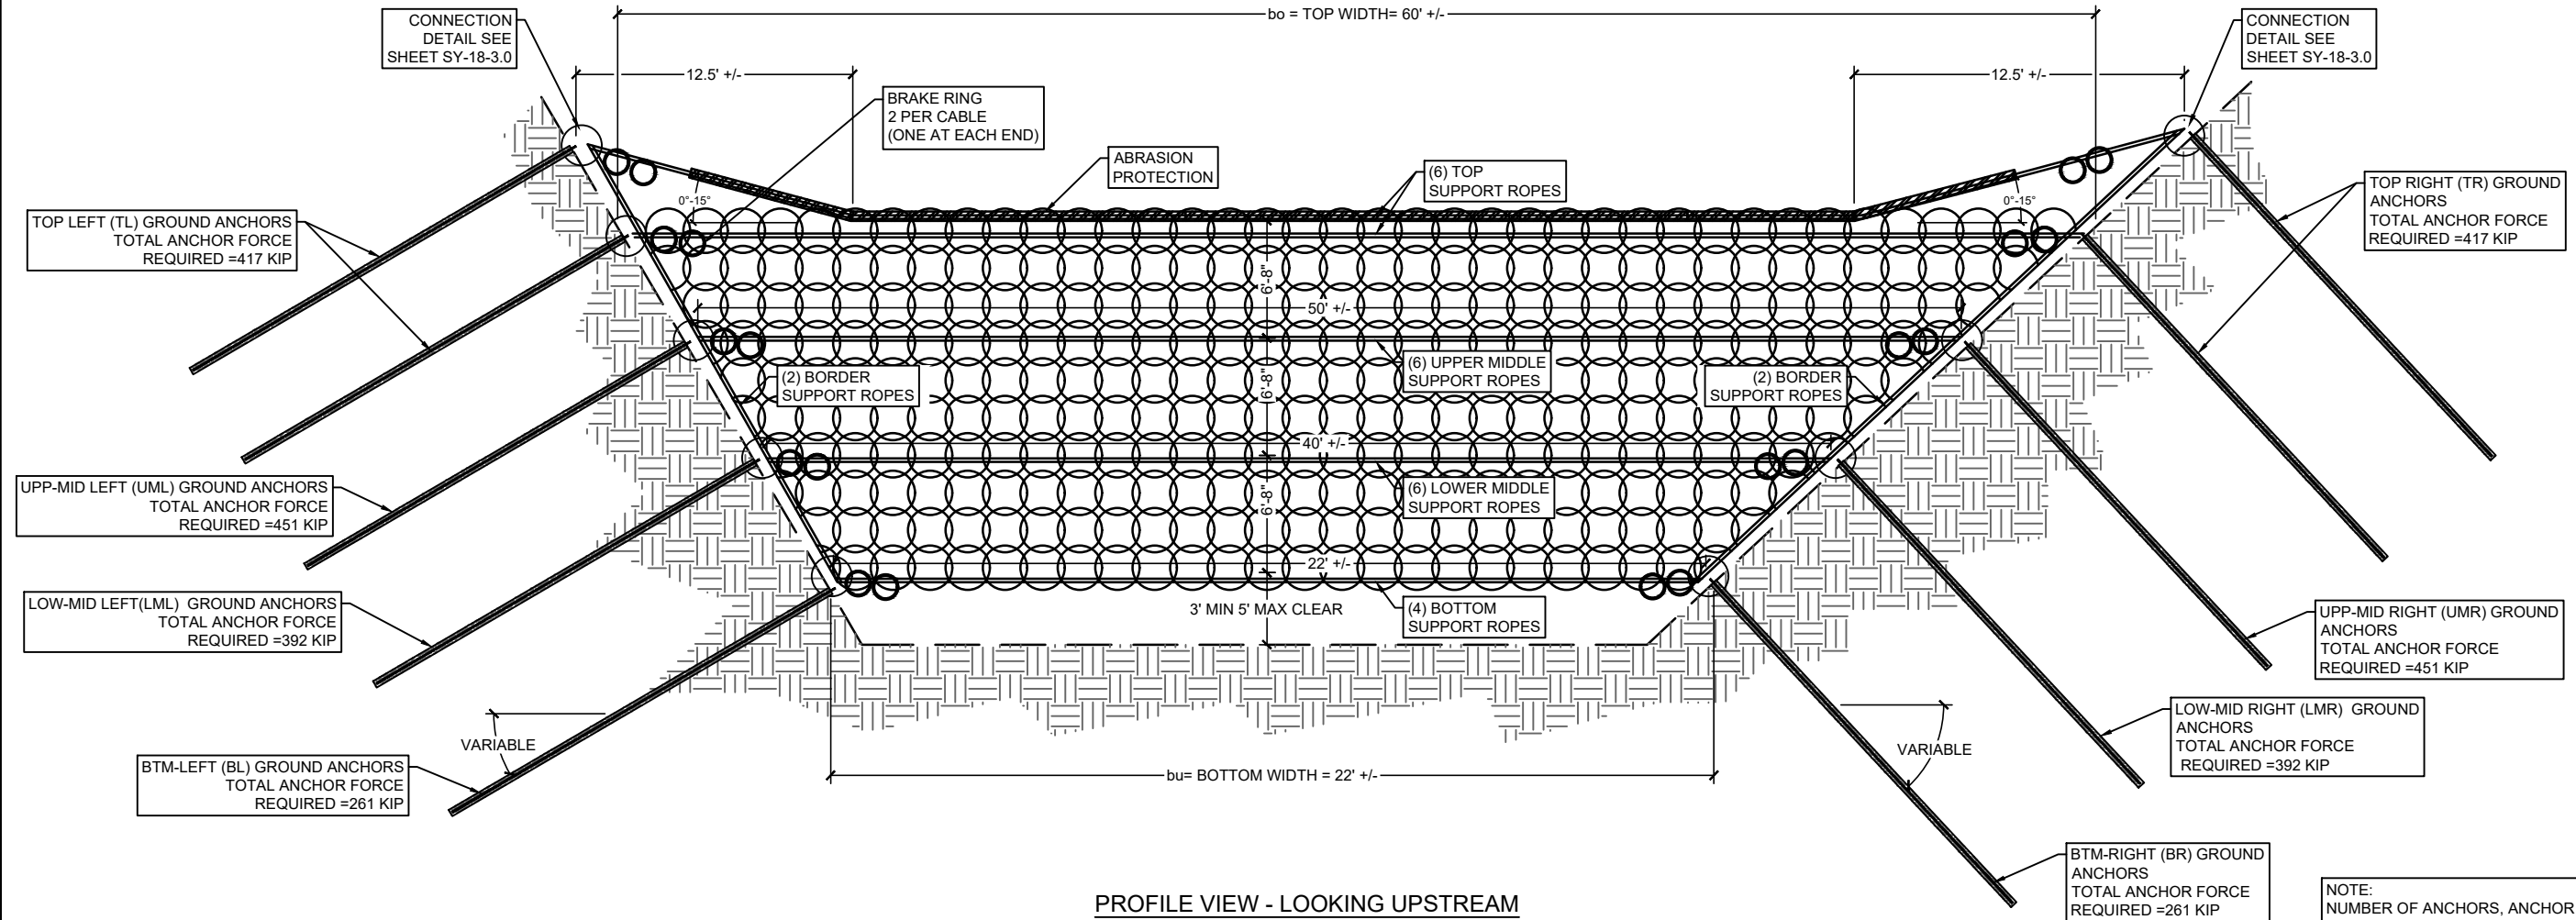 bo = TOP WIDTH= 60' +/-
CONNECTION
DETAIL SEE
SHEET SY-18-3.0
CONNECTION
DETAIL SEE
SHEET SY-18-3.0
12.5' +/-
12.5' +/-
BRAKE RING
2 PER CABLE
(ONE AT EACH END)
ABRASION
PROTECTION
(6) TOP
SUPPORT ROPES
0°-15°
0°-15°
TOP LEFT (TL) GROUND ANCHORS
TOTAL ANCHOR FORCE
REQUIRED =417 KIP
TOP RIGHT (TR) GROUND
ANCHORS
TOTAL ANCHOR FORCE
REQUIRED =417 KIP
6'-8"
50' +/-
(6) UPPER MIDDLE
SUPPORT ROPES
(2) BORDER
SUPPORT ROPES
(2) BORDER
SUPPORT ROPES
6'-8"
40' +/-
UPP-MID LEFT (UML) GROUND ANCHORS
TOTAL ANCHOR FORCE
REQUIRED =451 KIP
(6) LOWER MIDDLE
SUPPORT ROPES
6'-8"
22' +/-
LOW-MID LEFT(LML) GROUND ANCHORS
TOTAL ANCHOR FORCE
REQUIRED =392 KIP
3' MIN 5' MAX CLEAR
(4) BOTTOM
SUPPORT ROPES
UPP-MID RIGHT (UMR) GROUND
ANCHORS
TOTAL ANCHOR FORCE
REQUIRED =451 KIP
LOW-MID RIGHT (LMR) GROUND
ANCHORS
TOTAL ANCHOR FORCE
REQUIRED =392 KIP
VARIABLE
VARIABLE
BTM-LEFT (BL) GROUND ANCHORS
TOTAL ANCHOR FORCE
REQUIRED =261 KIP
bu= BOTTOM WIDTH = 22' +/-
BTM-RIGHT (BR) GROUND
ANCHORS
TOTAL ANCHOR FORCE
REQUIRED =261 KIP
PROFILE VIEW - LOOKING UPSTREAM
NOTE:
NUMBER OF ANCHORS, ANCHOR